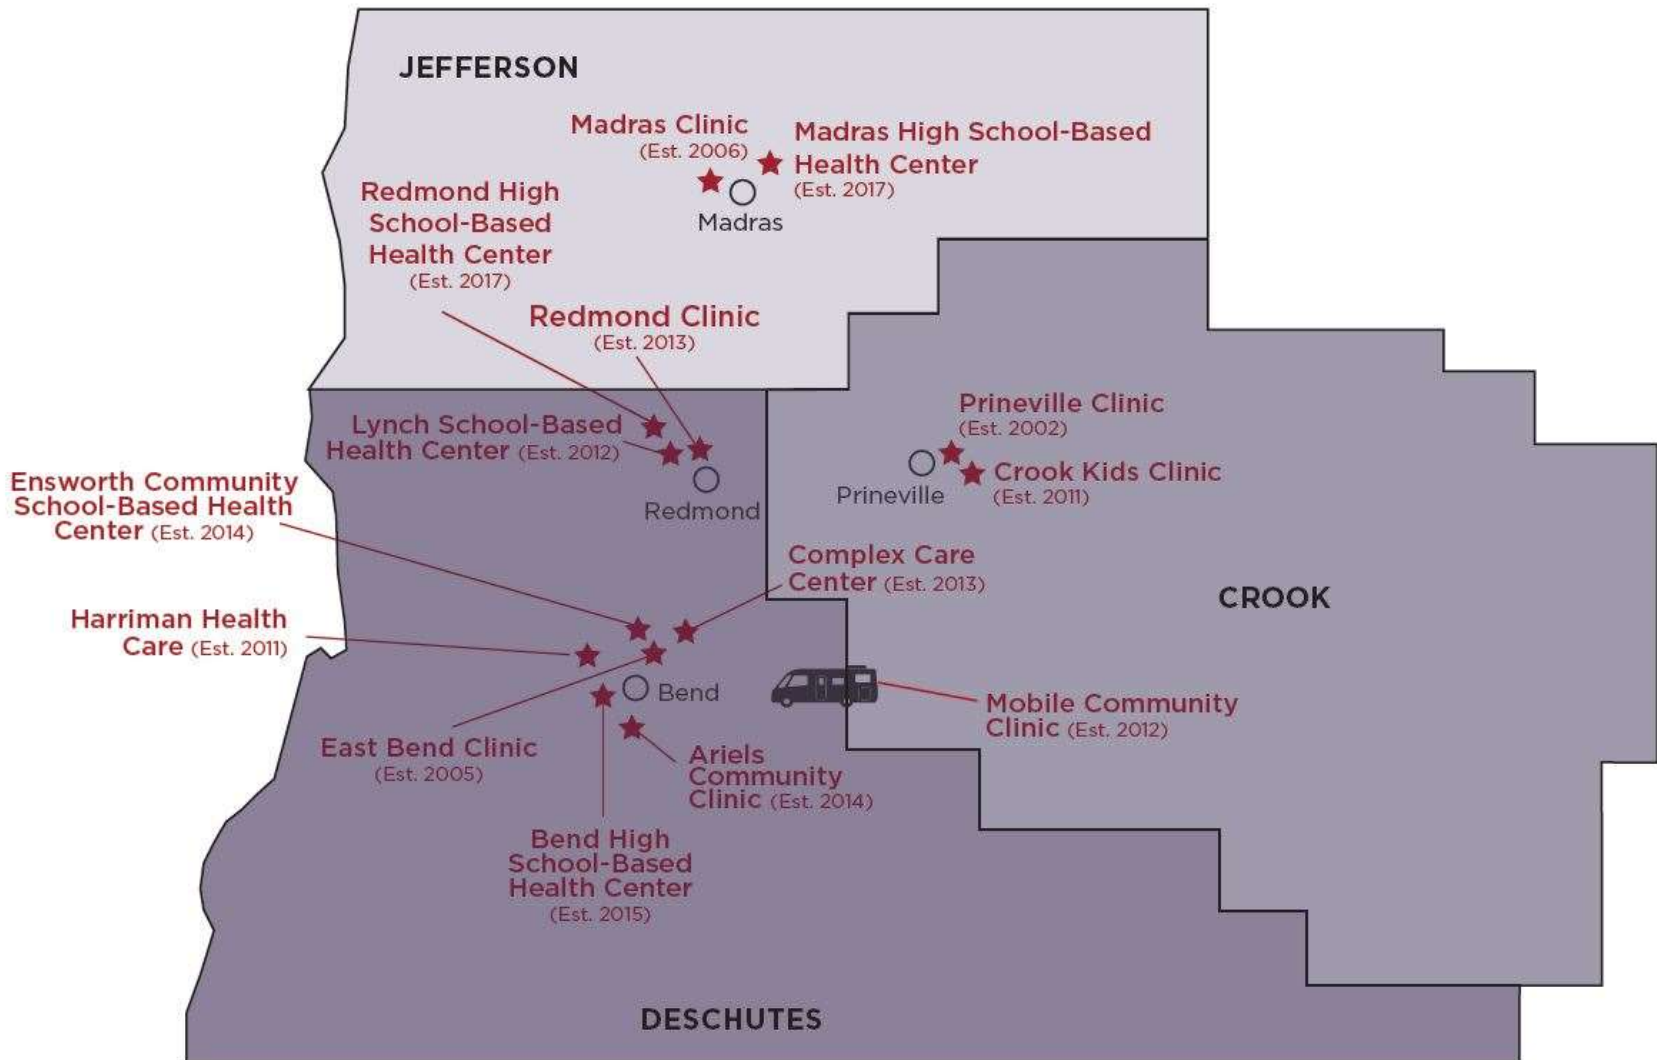 JEFFERSON
Madras Clinic
(Est. 2006)
Madras High School-Based
Health Center
(Est. 2017)
Madras
Redmond High
School-Based
Health Center
(Est. 2017)
Redmond Clinic
(Est. 2013)
Lynch School-Based
Health Center (Est. 2012)
Redmond
Prineville Clinic
(Est. 2002)
Crook Kids Clinic
(Est. 2011)
Prineville
Ensworth Community
School-Based Health
Center (Est. 2014)
Complex Care
Center (Est. 2013)
CROOK
Harriman Health
Care (Est. 2011)
Bend
Mobile Community
Clinic (Est. 2012)
East Bend Clinic
(Est. 2005)
Ariels
Community
Clinic (Est. 2014)
Bend High
School-Based
Health Center
(Est. 2015)
DESCHUTES